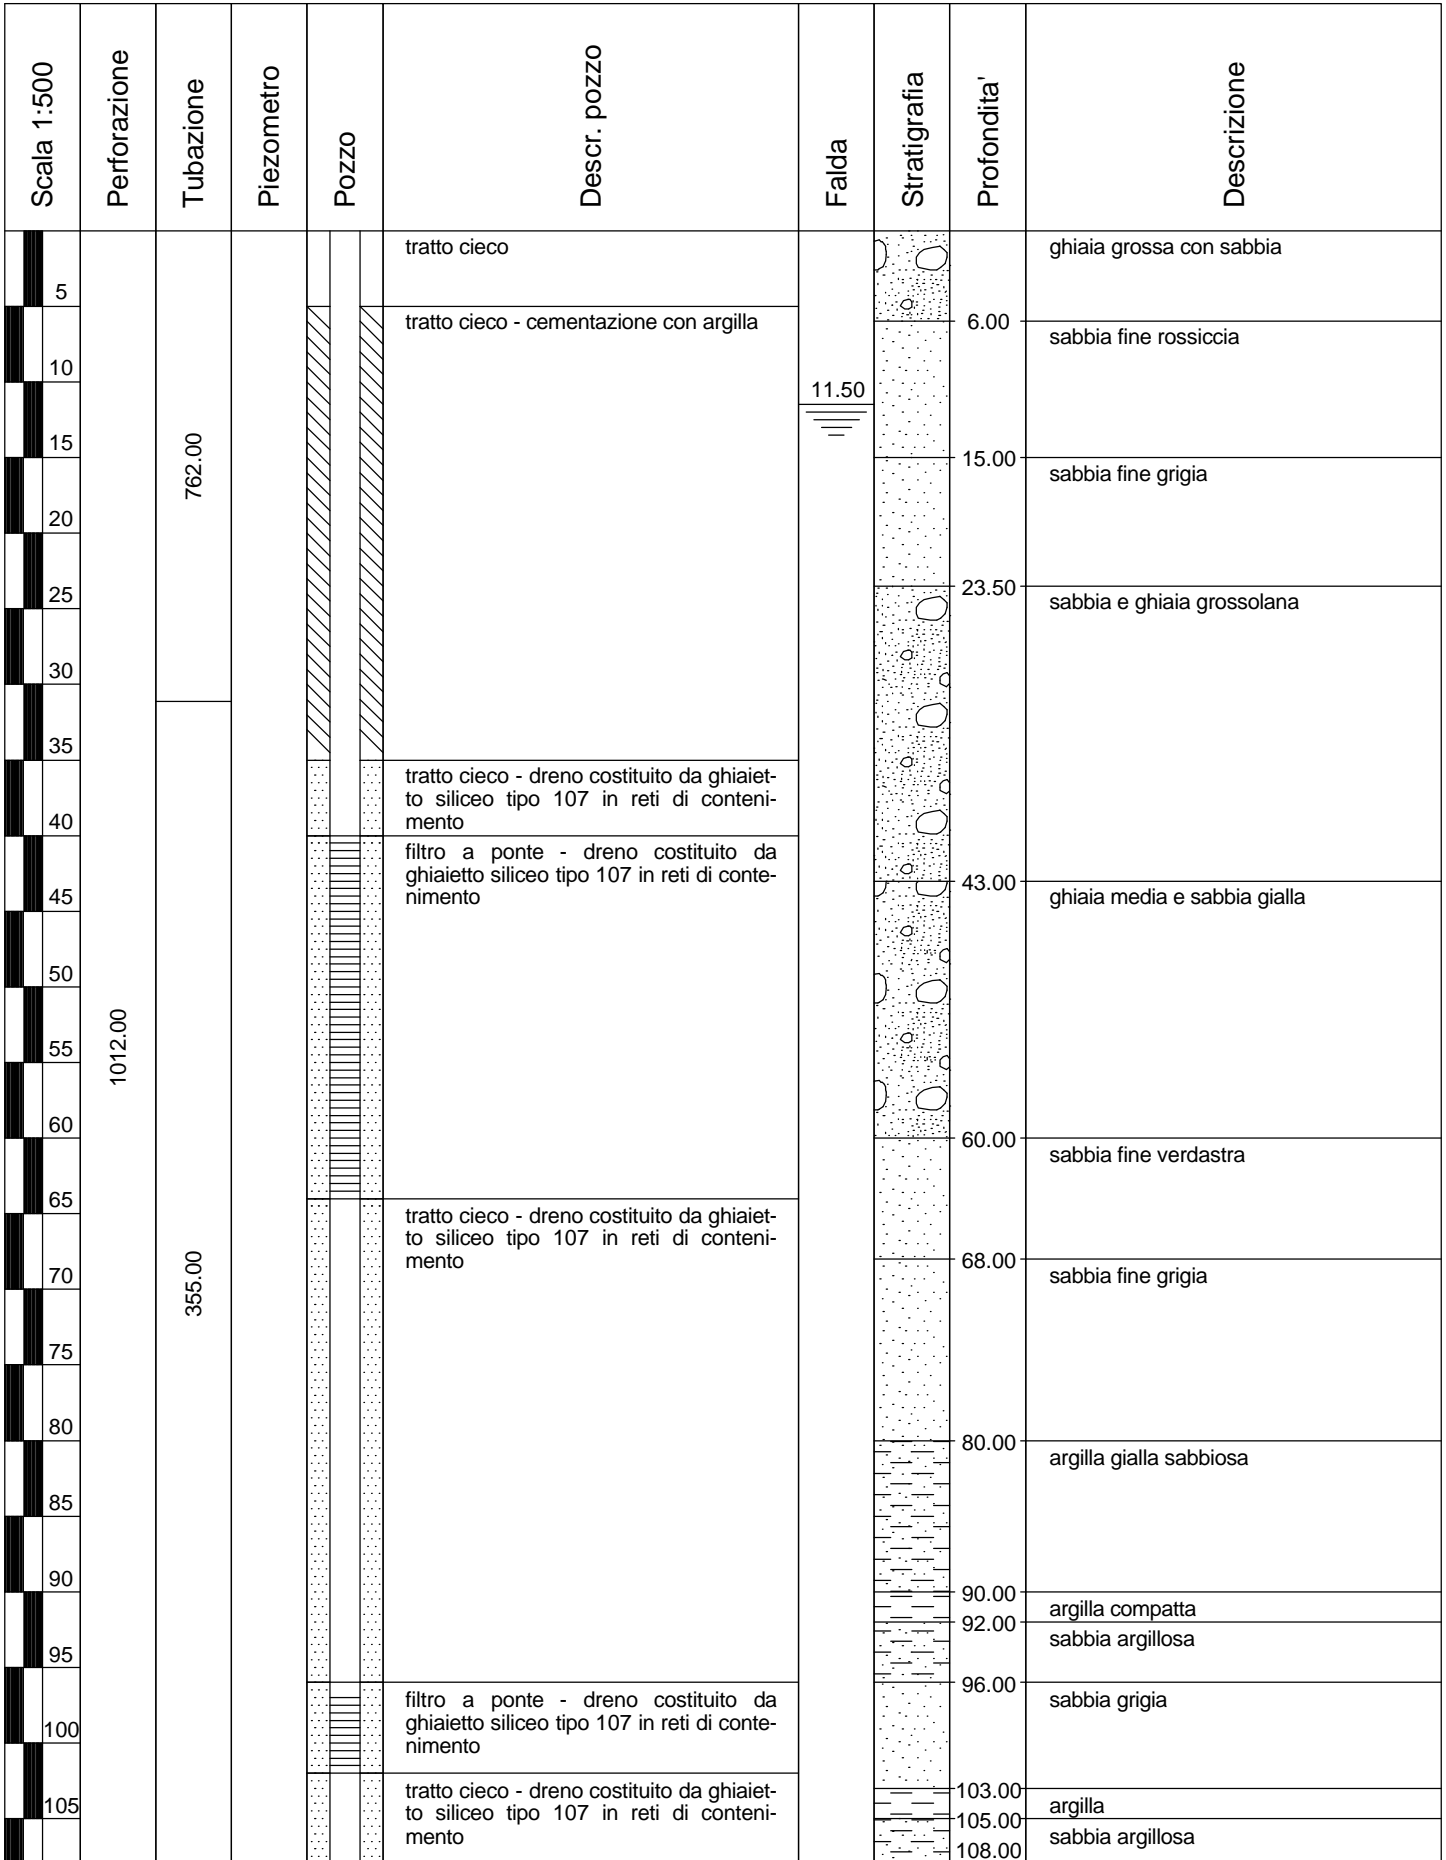 Scala 1:500
Perforazione
Tubazione
Piezometro
Pozzo
Descr. pozzo
Falda
Stratigrafia
Profondita'
Descrizione
5
10
15
20
25
30
35
40
45
50
55
60
65
70
75
80
85
90
95
100
105
1012.00
762.00
355.00
tratto cieco
tratto cieco - cementazione con argilla
tratto cieco - dreno costituito da ghiaiet-
to siliceo tipo 107 in reti di conteni-
mento
filtro a ponte - dreno costituito da
ghiaietto siliceo tipo 107 in reti di conte-
nimento
tratto cieco - dreno costituito da ghiaiet-
to siliceo tipo 107 in reti di conteni-
mento
filtro a ponte - dreno costituito da
ghiaietto siliceo tipo 107 in reti di conte-
nimento
tratto cieco - dreno costituito da ghiaiet-
to siliceo tipo 107 in reti di conteni-
mento
11.50
6.00
15.00
23.50
43.00
60.00
68.00
80.00
90.00
92.00
96.00
103.00
105.00
108.00
ghiaia grossa con sabbia
sabbia fine rossiccia
sabbia fine grigia
sabbia e ghiaia grossolana
ghiaia media e sabbia gialla
sabbia fine verdastra
sabbia fine grigia
argilla gialla sabbiosa
argilla compatta
sabbia argillosa
sabbia grigia
argilla
sabbia argillosa